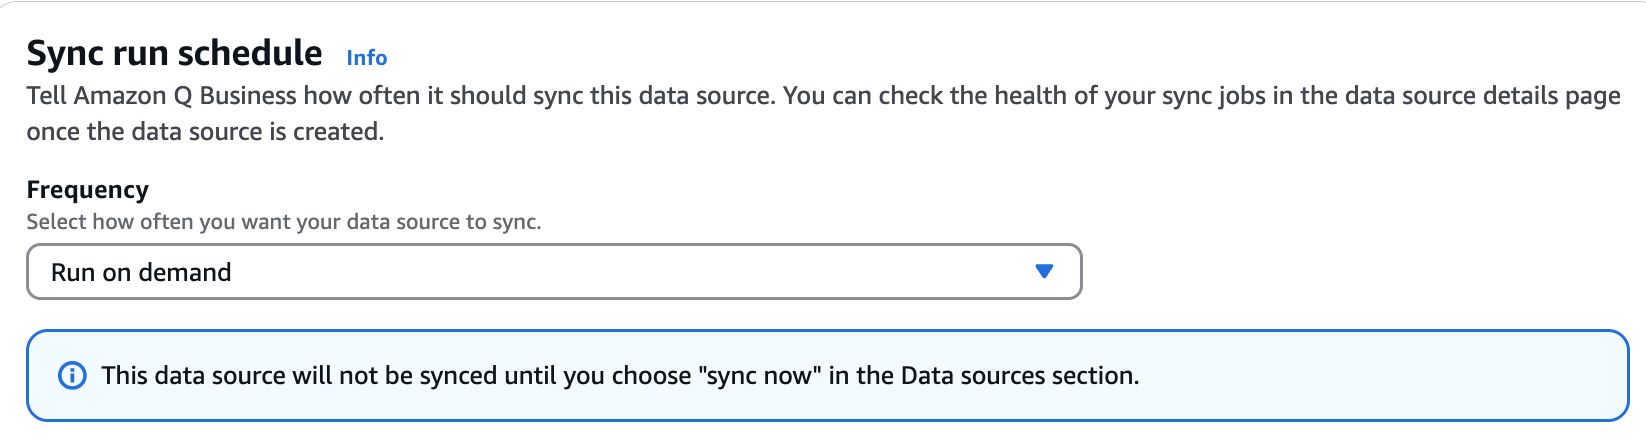 Sync run schedule Info
Tell Amazon Q Business how often it should sync this data source. You can check the health of your sync jobs in the data source details page
once the data source is created.
Frequency
Select how often you want your data source to sync.
Run on demand
This data source will not be synced until you choose "sync now" in the Data sources section.